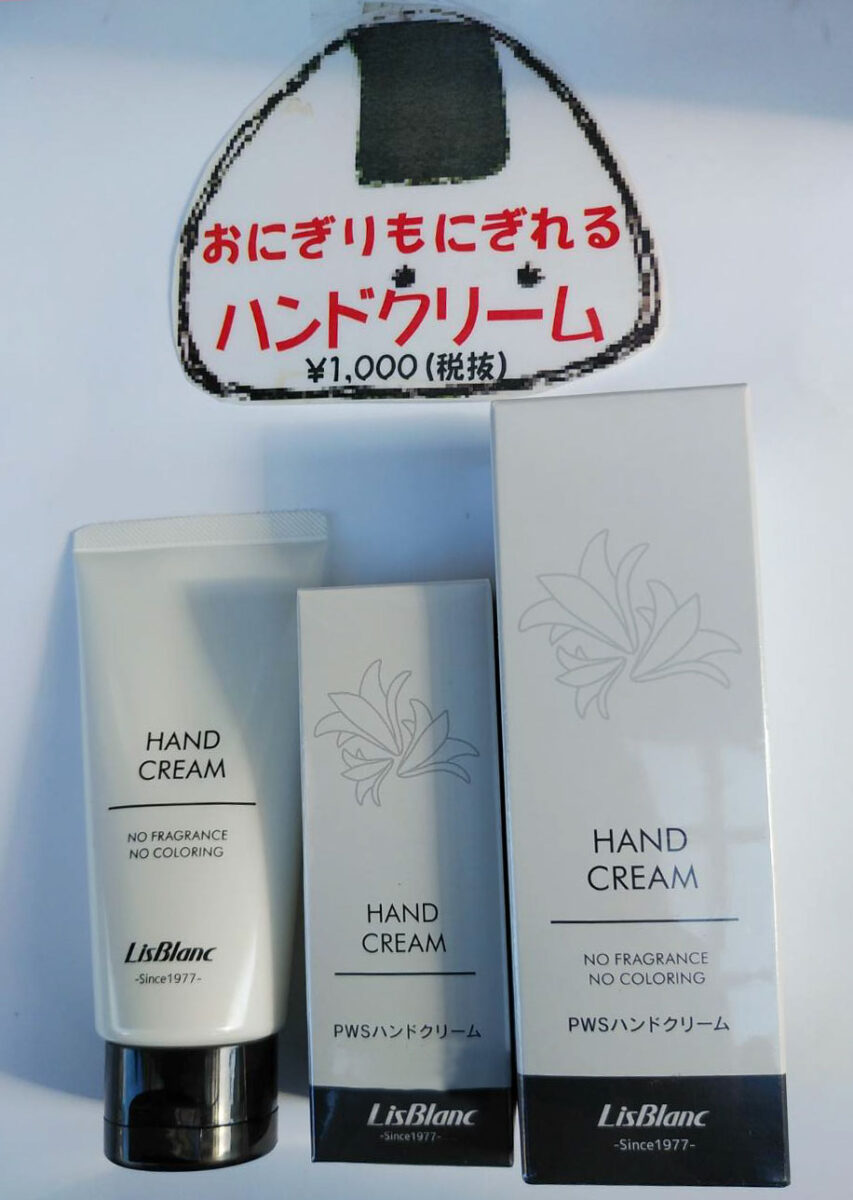 おにぎりもにぎれる
ハンドクリーム
¥1,000(税抜)
HAND
CREAM
NO FRAGRANCE
NO COLORING
LisBlanc
-Since1977-
HAND
CREAM
PWSハンドクリーム
LisBlanc
-Since1977-
HAND
CREAM
NO FRAGRANCE
NO COLORING
PWSハンドクリーム
LisBlanc
-Since1977-